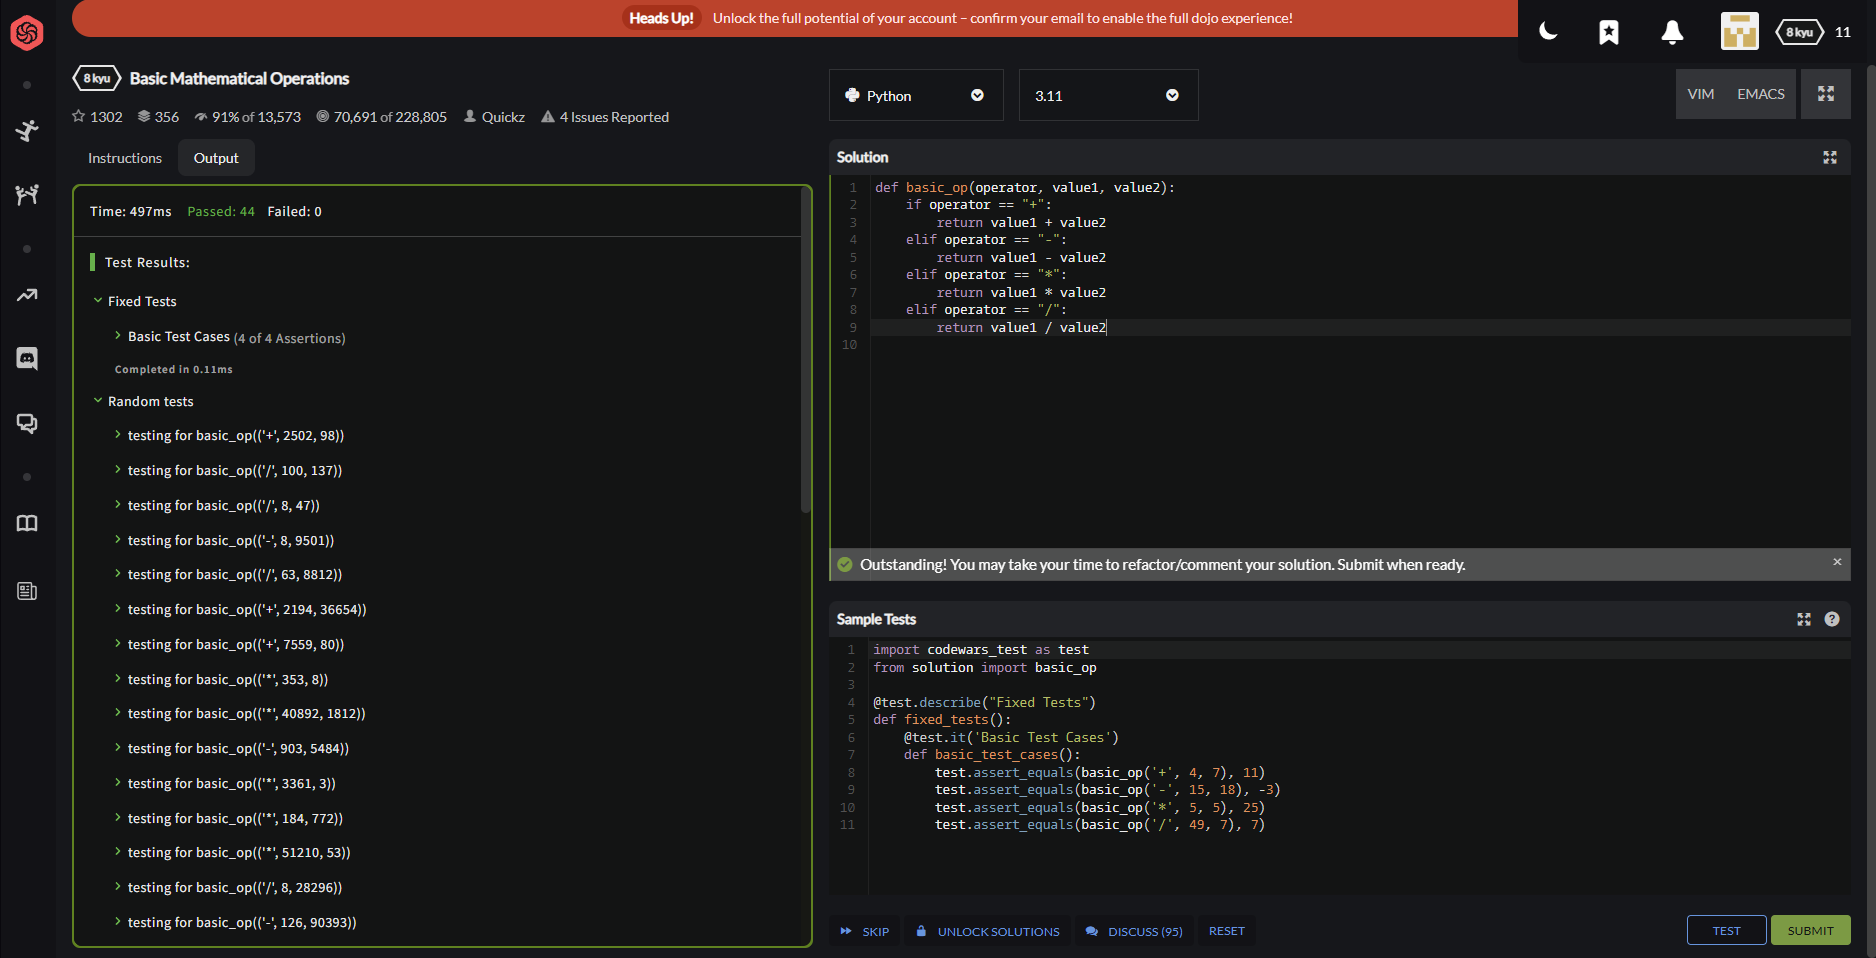 Heads Up! Unlock the full potential of your account – confirm your email to enable the full dojo experience!
8 kyu 11
8 kyu Basic Mathematical Operations
1302 356 91% of 13,573 70,691 of 228,805 Quickz 4 Issues Reported
Instructions Output
Time: 497ms Passed: 44 Failed: 0
Test Results:
Fixed Tests
Basic Test Cases (4 of 4 Assertions)
Completed in 0.11ms
Random tests
testing for basic_op(('+', 2502, 98))
testing for basic_op(('/', 100, 137))
testing for basic_op(('/', 8, 47))
testing for basic_op(('-', 8, 9501))
testing for basic_op(('/', 63, 8812))
testing for basic_op(('+', 2194, 36654))
testing for basic_op(('+', 7559, 80))
testing for basic_op(('*', 353, 8))
testing for basic_op(('*', 40892, 1812))
testing for basic_op(('-', 903, 5484))
testing for basic_op(('*', 3361, 3))
testing for basic_op(('*', 184, 772))
testing for basic_op(('*', 51210, 53))
testing for basic_op(('/', 8, 28296))
testing for basic_op(('-', 126, 90393))
Python 3.11 VIM EMACS
Solution
1 def basic_op(operator, value1, value2):
2     if operator == "+":
3         return value1 + value2
4     elif operator == "-":
5         return value1 - value2
6     elif operator == "*":
7         return value1 * value2
8     elif operator == "/":
9         return value1 / value2
10
Outstanding! You may take your time to refactor/comment your solution. Submit when ready. ×
Sample Tests ?
1 import codewars_test as test
2 from solution import basic_op
3
4 @test.describe("Fixed Tests")
5 def fixed_tests():
6     @test.it('Basic Test Cases')
7     def basic_test_cases():
8         test.assert_equals(basic_op('+', 4, 7), 11)
9         test.assert_equals(basic_op('-', 15, 18), -3)
10         test.assert_equals(basic_op('*', 5, 5), 25)
11         test.assert_equals(basic_op('/', 49, 7), 7)
SKIP UNLOCK SOLUTIONS DISCUSS (95) RESET TEST SUBMIT